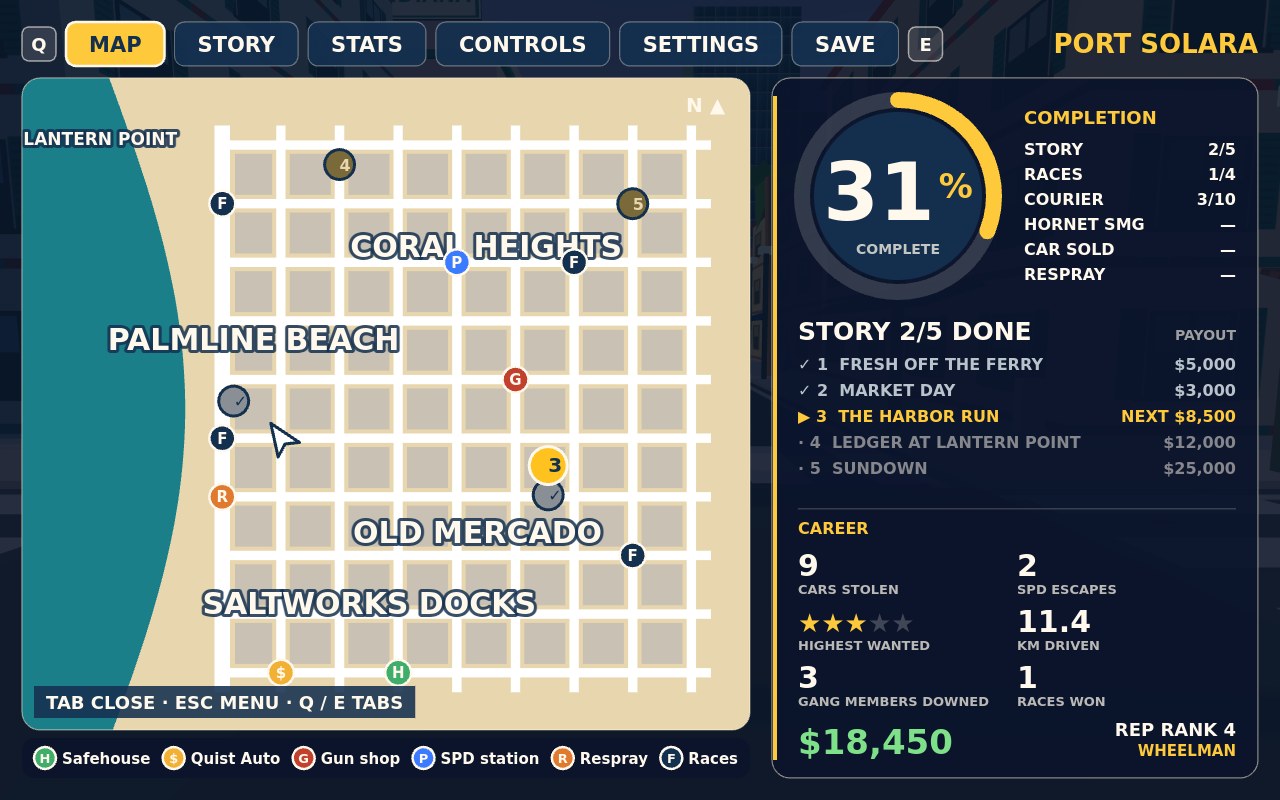 Q MAP STORY STATS CONTROLS SETTINGS SAVE E PORT SOLARA
N ▲
LANTERN POINT
4
F
5
CORAL HEIGHTS
P F
PALMLINE BEACH
G
✓
F
3
✓
R
OLD MERCADO
F
SALTWORKS DOCKS
$ H
TAB CLOSE · ESC MENU · Q / E TABS
H Safehouse $ Quist Auto G Gun shop P SPD station R Respray F Races
31%
COMPLETE
COMPLETION
STORY 2/5
RACES 1/4
COURIER 3/10
HORNET SMG —
CAR SOLD —
RESPRAY —
STORY 2/5 DONE PAYOUT
✓ 1 FRESH OFF THE FERRY $5,000
✓ 2 MARKET DAY $3,000
▶ 3 THE HARBOR RUN NEXT $8,500
· 4 LEDGER AT LANTERN POINT $12,000
· 5 SUNDOWN $25,000
CAREER
9 2
CARS STOLEN SPD ESCAPES
★★★★★ 11.4
HIGHEST WANTED KM DRIVEN
3 1
GANG MEMBERS DOWNED RACES WON
$18,450 REP RANK 4
WHEELMAN